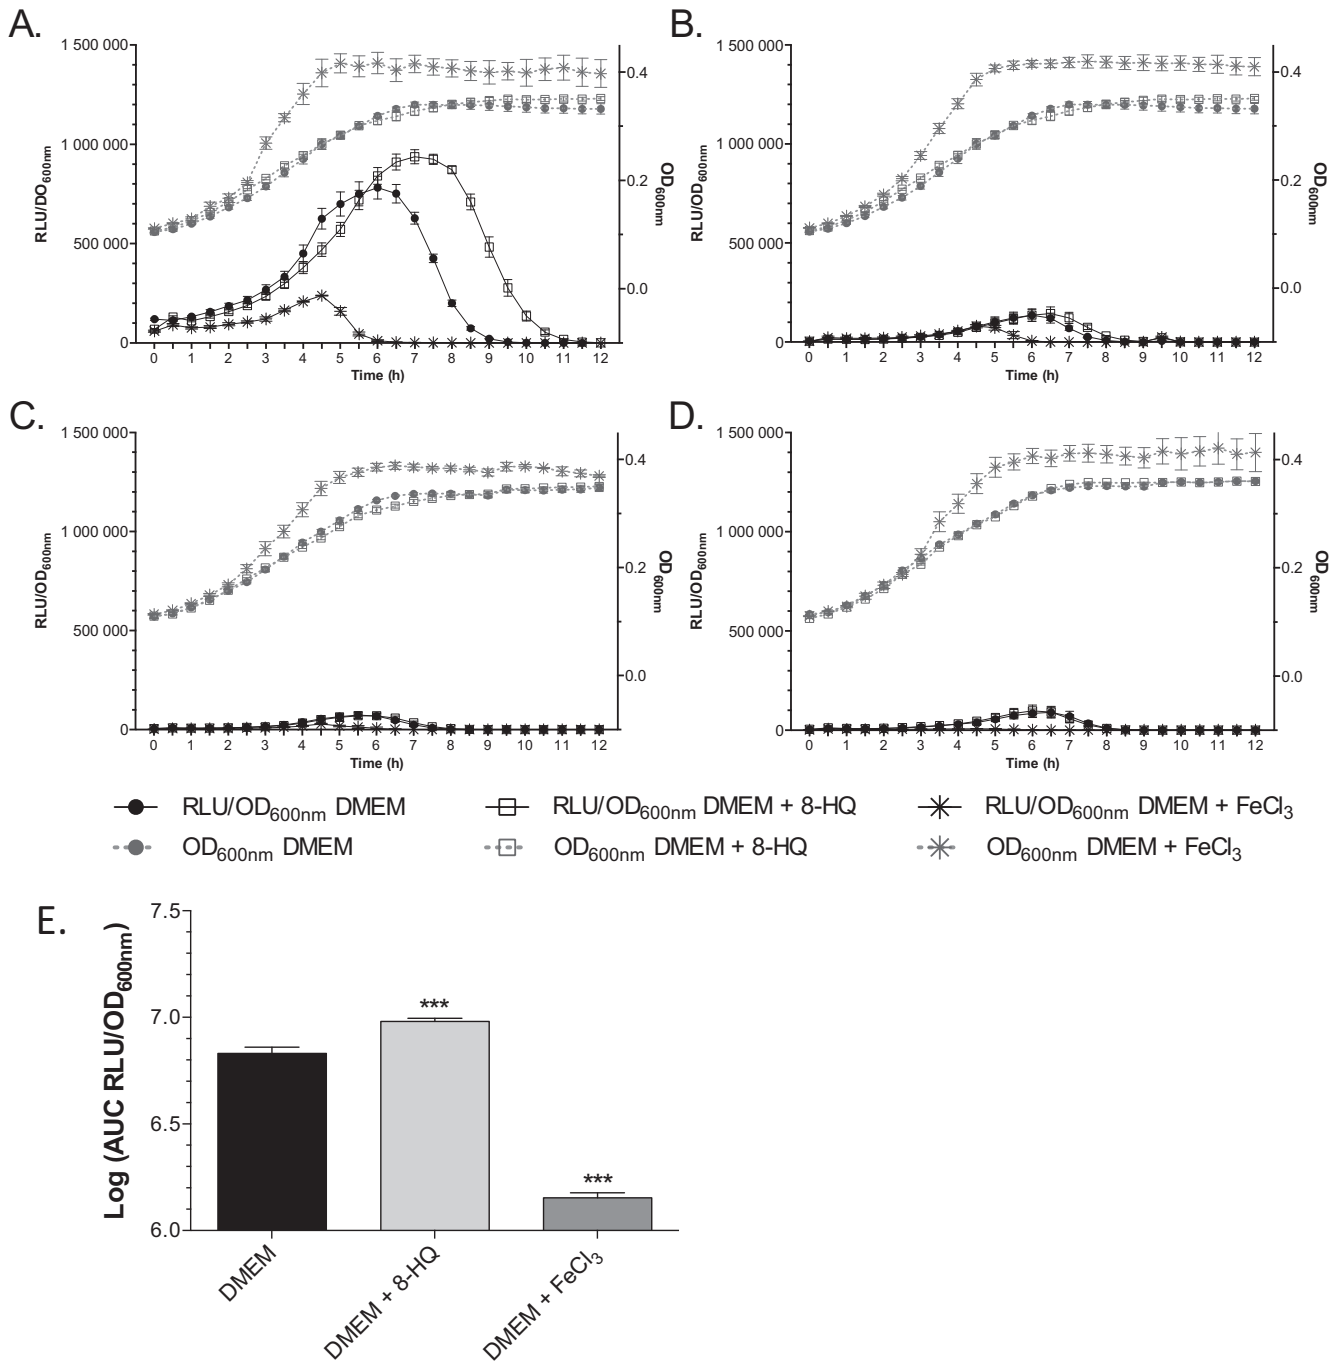 A.
1 500 000
1 000 000
500 000
0
RLU/DO600nm
0.4
0.2
0.0
OD600nm
0 1 2 3 4 5 6 7 8 9 10 11 12
Time (h)
B.
1 500 000
1 000 000
500 000
0
RLU/OD600nm
0.4
0.2
0.0
OD600nm
0 1 2 3 4 5 6 7 8 9 10 11 12
Time (h)
C.
1 500 000
1 000 000
500 000
0
RLU/OD600nm
0.4
0.2
0.0
OD600nm
0 1 2 3 4 5 6 7 8 9 10 11 12
Time (h)
D.
1 500 000
1 000 000
500 000
0
RLU/OD600nm
0.4
0.2
0.0
OD600nm
0 1 2 3 4 5 6 7 8 9 10 11 12
Time (h)
RLU/OD600nm DMEM
RLU/OD600nm DMEM + 8-HQ
RLU/OD600nm DMEM + FeCl3
OD600nm DMEM
OD600nm DMEM + 8-HQ
OD600nm DMEM + FeCl3
E.
7.5
7.0
6.5
6.0
Log (AUC RLU/OD600nm)
***
***
DMEM
DMEM + 8-HQ
DMEM + FeCl3